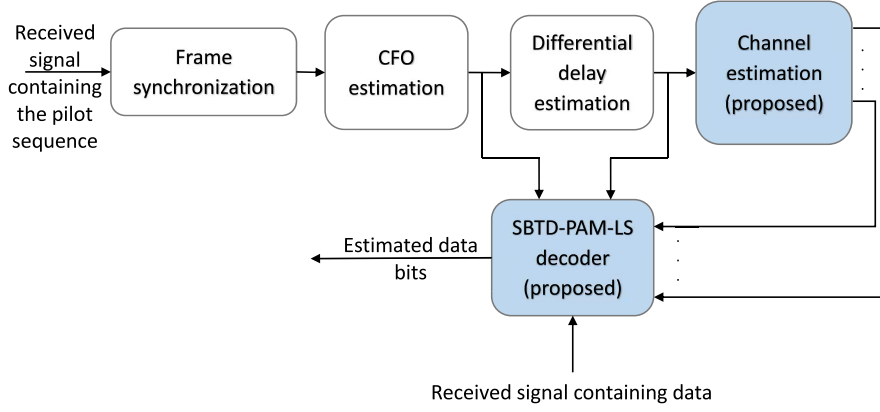 Received
signal
containing
the pilot
sequence
Frame
synchronization
CFO
estimation
Differential
delay
estimation
Channel
estimation
(proposed)
SBTD-PAM-LS
decoder
(proposed)
Estimated data
bits
Received signal containing data